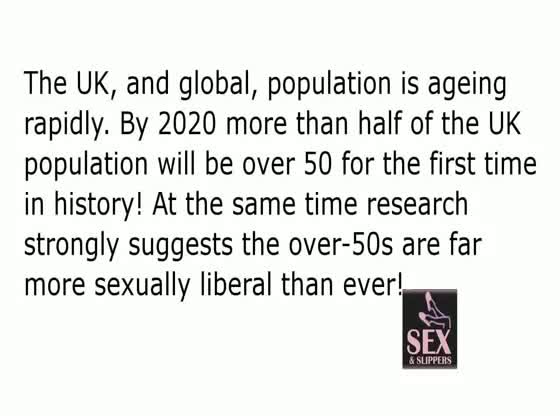 The UK, and global, population is ageing
rapidly. By 2020 more than half of the UK
population will be over 50 for the first time
in history! At the same time research
strongly suggests the over-50s are far
more sexually liberal than ever!
SEX
& SLIPPERS